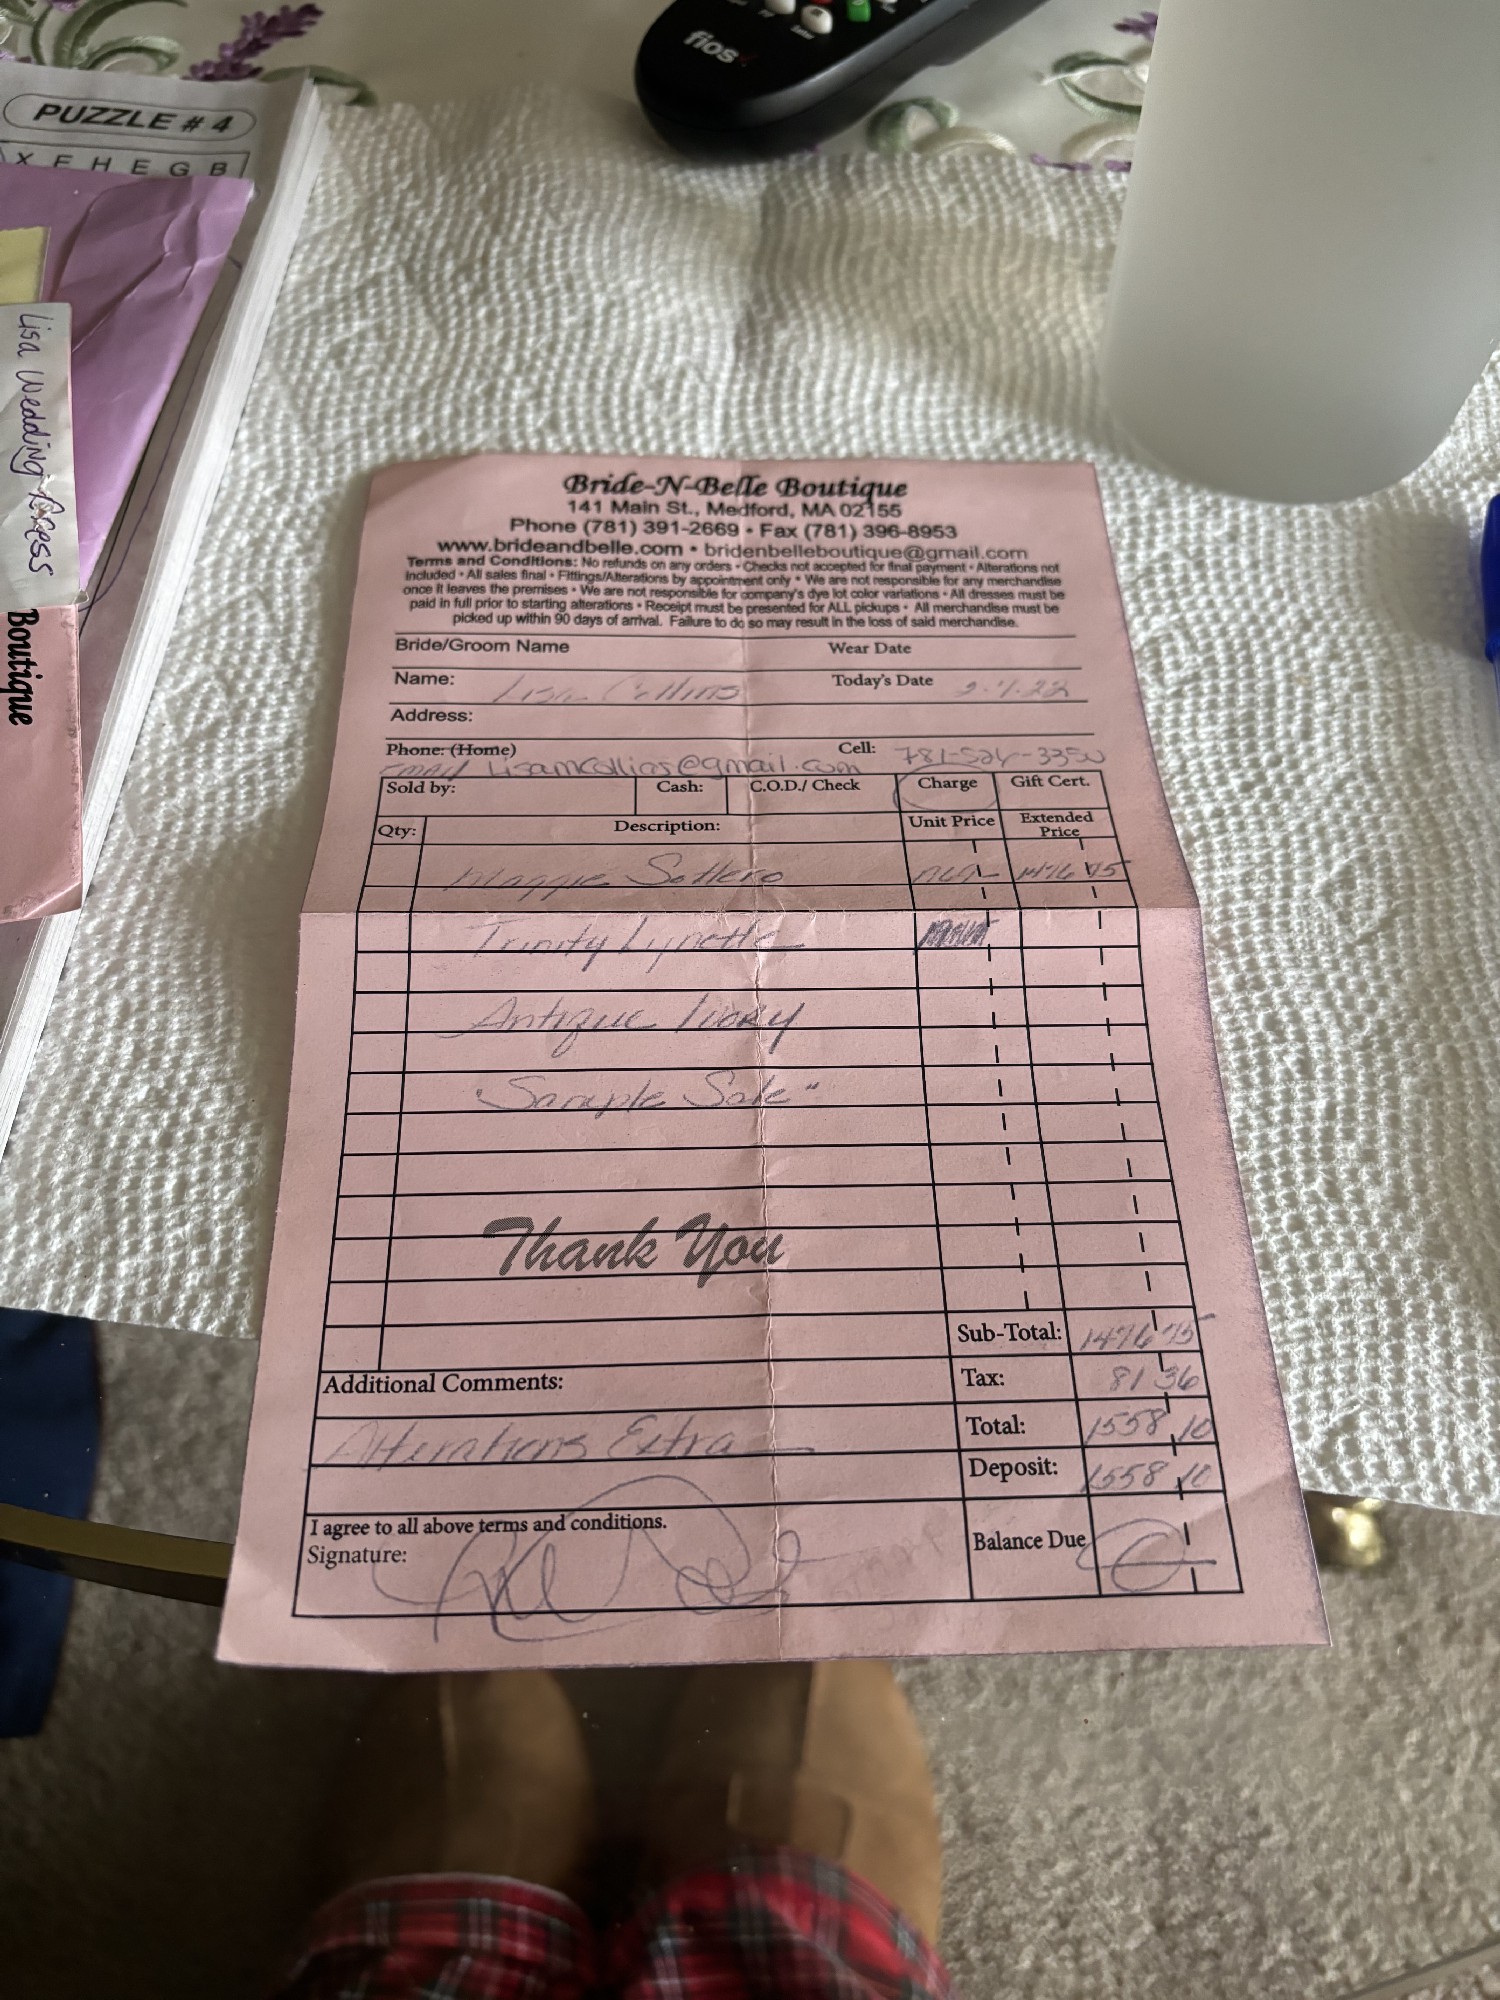 fios
PUZZLE # 4
X F H E G B
Lisa Wedding
Boutique
Bride-N-Belle Boutique
141 Main St., Medford, MA 02155
Phone (781) 391-2669 • Fax (781) 396-8953
www.brideandbelle.com • bridenbelleboutique@gmail.com
Terms and Conditions: No refunds on any orders • Checks not accepted for final payment • Alterations not
included • All sales final • Fittings/Alterations by appointment only • We are not responsible for any merchandise
once it leaves the premises • We are not responsible for company's dye lot color variations • All dresses must be
paid in full prior to starting alterations • Receipt must be presented for ALL pickups • All merchandise must be
picked up within 90 days of arrival. Failure to do so may result in the loss of said merchandise.
Bride/Groom Name Wear Date
Name: Lisa Collins Today's Date
Address:
Phone: (Home) Cell: 781-526-3350
EMAIL lisamcollins@gmail.com
Sold by: Cash: C.O.D./ Check Charge Gift Cert.
Qty: Description: Unit Price Extended Price
Maggie Sottero 1476 75
Trinity Lynette
Antique Ivory
"Sample Sale"
Thank You
Sub-Total: 1476 75
Additional Comments: Tax: 81 36
Alterations Extra Total: 1558 10
Deposit: 1558 10
I agree to all above terms and conditions.
Signature: Balance Due